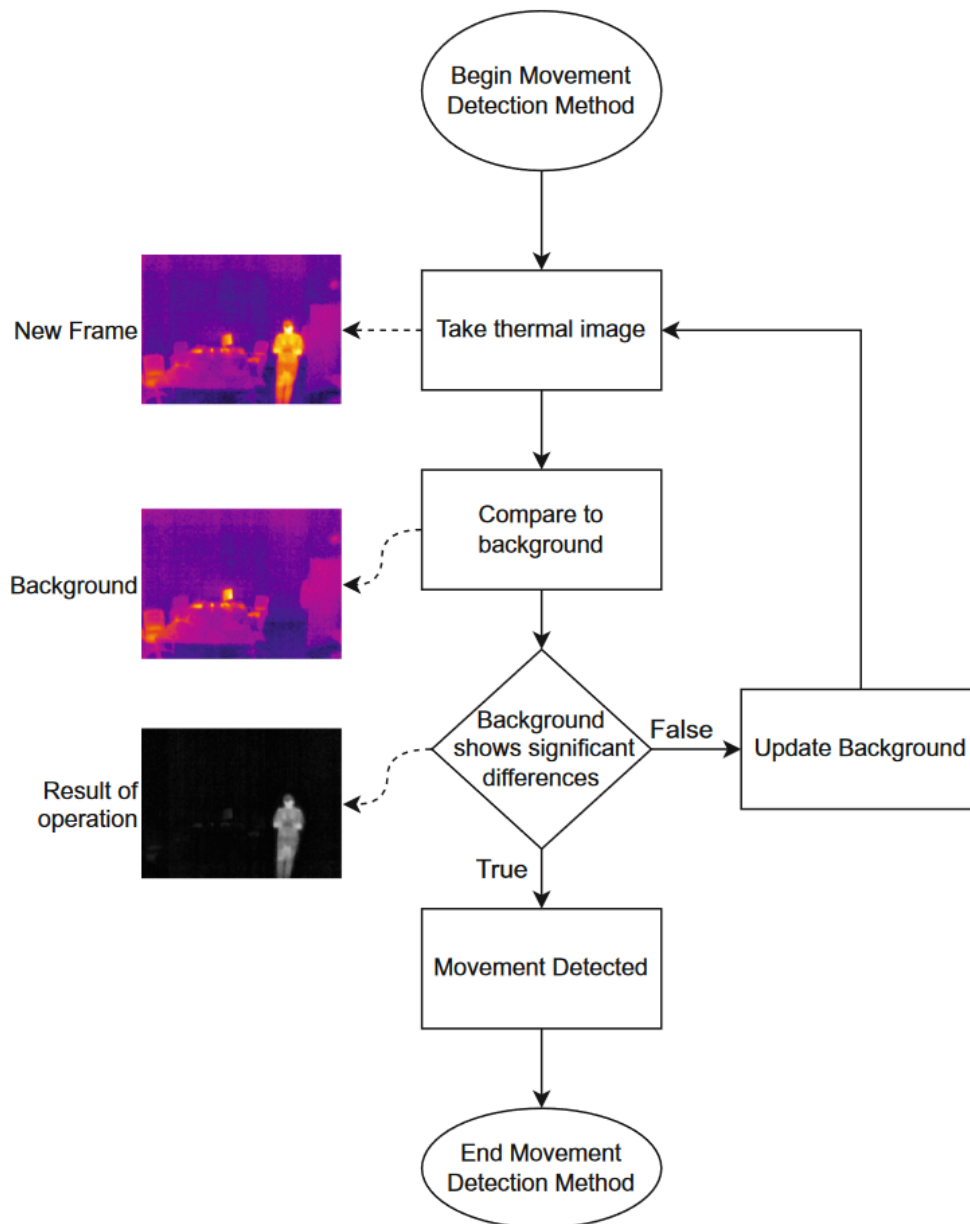 Begin Movement
Detection Method
New Frame
Take thermal image
Compare to
background
Background
Background
shows significant
differences
False
Update Background
Result of
operation
True
Movement Detected
End Movement
Detection Method